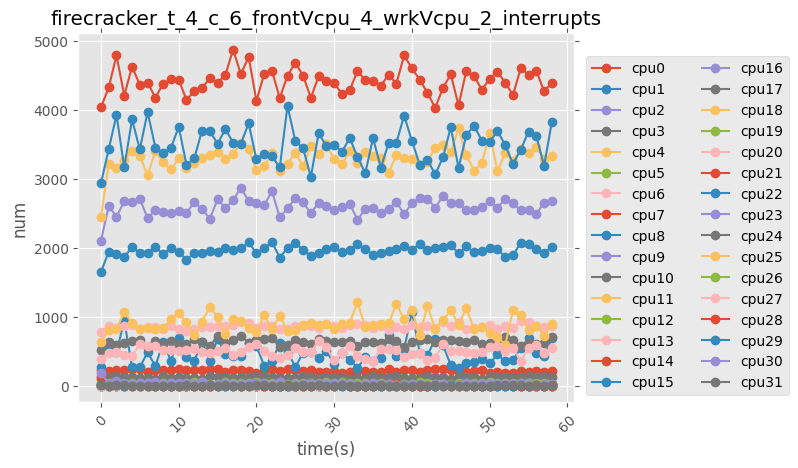 firecracker_t_4_c_6_frontVcpu_4_wrkVcpu_2_interrupts
5000
4000
3000
2000
1000
0
num
0 10 20 30 40 50 60
time(s)
cpu0 cpu16
cpu1 cpu17
cpu2 cpu18
cpu3 cpu19
cpu4 cpu20
cpu5 cpu21
cpu6 cpu22
cpu7 cpu23
cpu8 cpu24
cpu9 cpu25
cpu10 cpu26
cpu11 cpu27
cpu12 cpu28
cpu13 cpu29
cpu14 cpu30
cpu15 cpu31